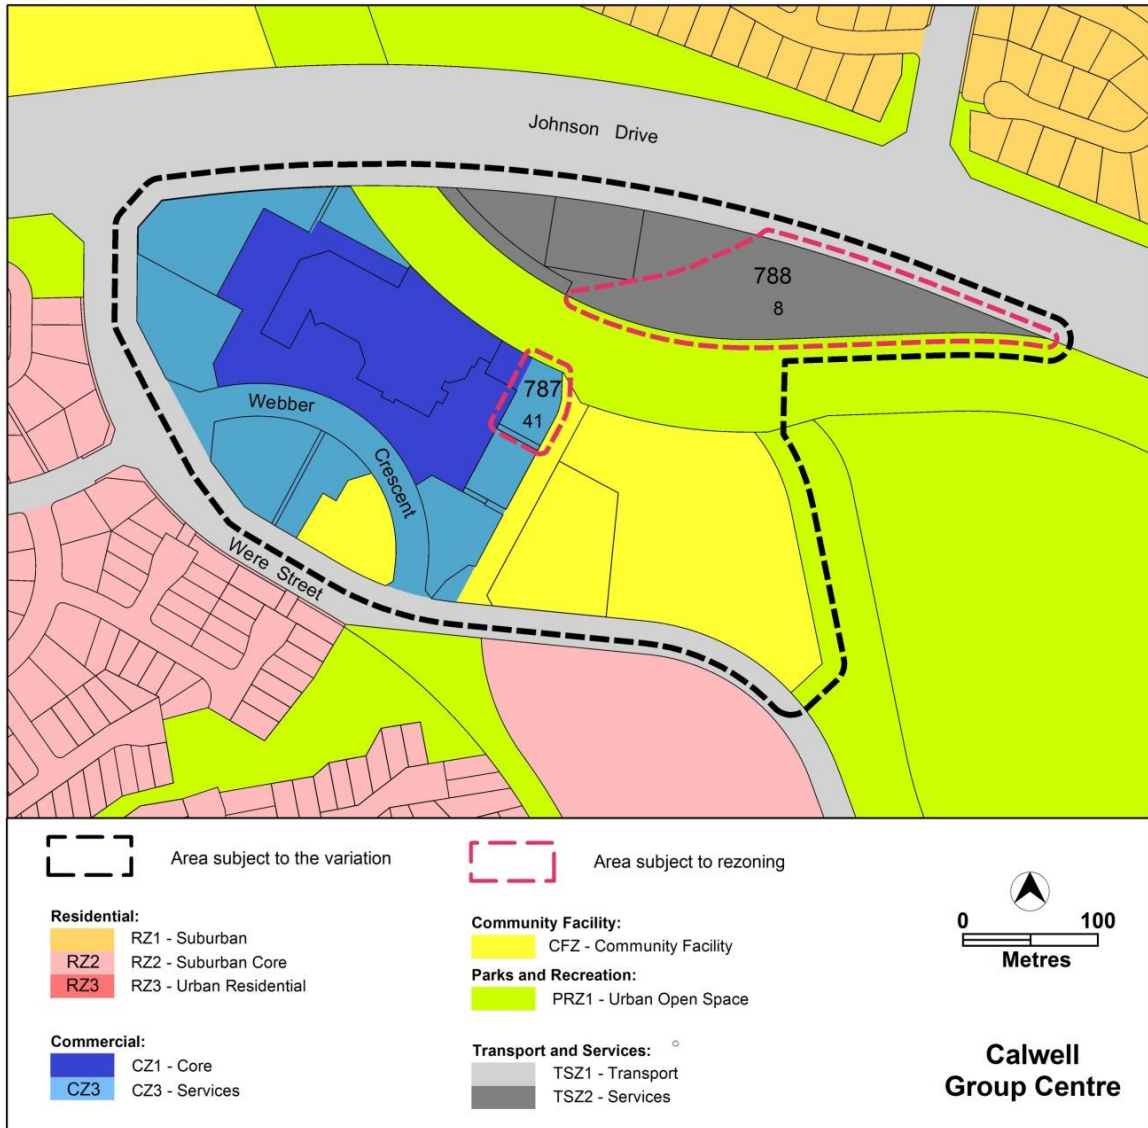 Johnson Drive
788
8
787
41
Webber
Crescent
Were Street
Area subject to the variation
Area subject to rezoning
Residential:
RZ1 - Suburban
RZ2 RZ2 - Suburban Core
RZ3 RZ3 - Urban Residential
Commercial:
CZ1 - Core
CZ3 CZ3 - Services
Community Facility:
CFZ - Community Facility
Parks and Recreation:
PRZ1 - Urban Open Space
Transport and Services:
TSZ1 - Transport
TSZ2 - Services
0 100
Metres
Calwell
Group Centre